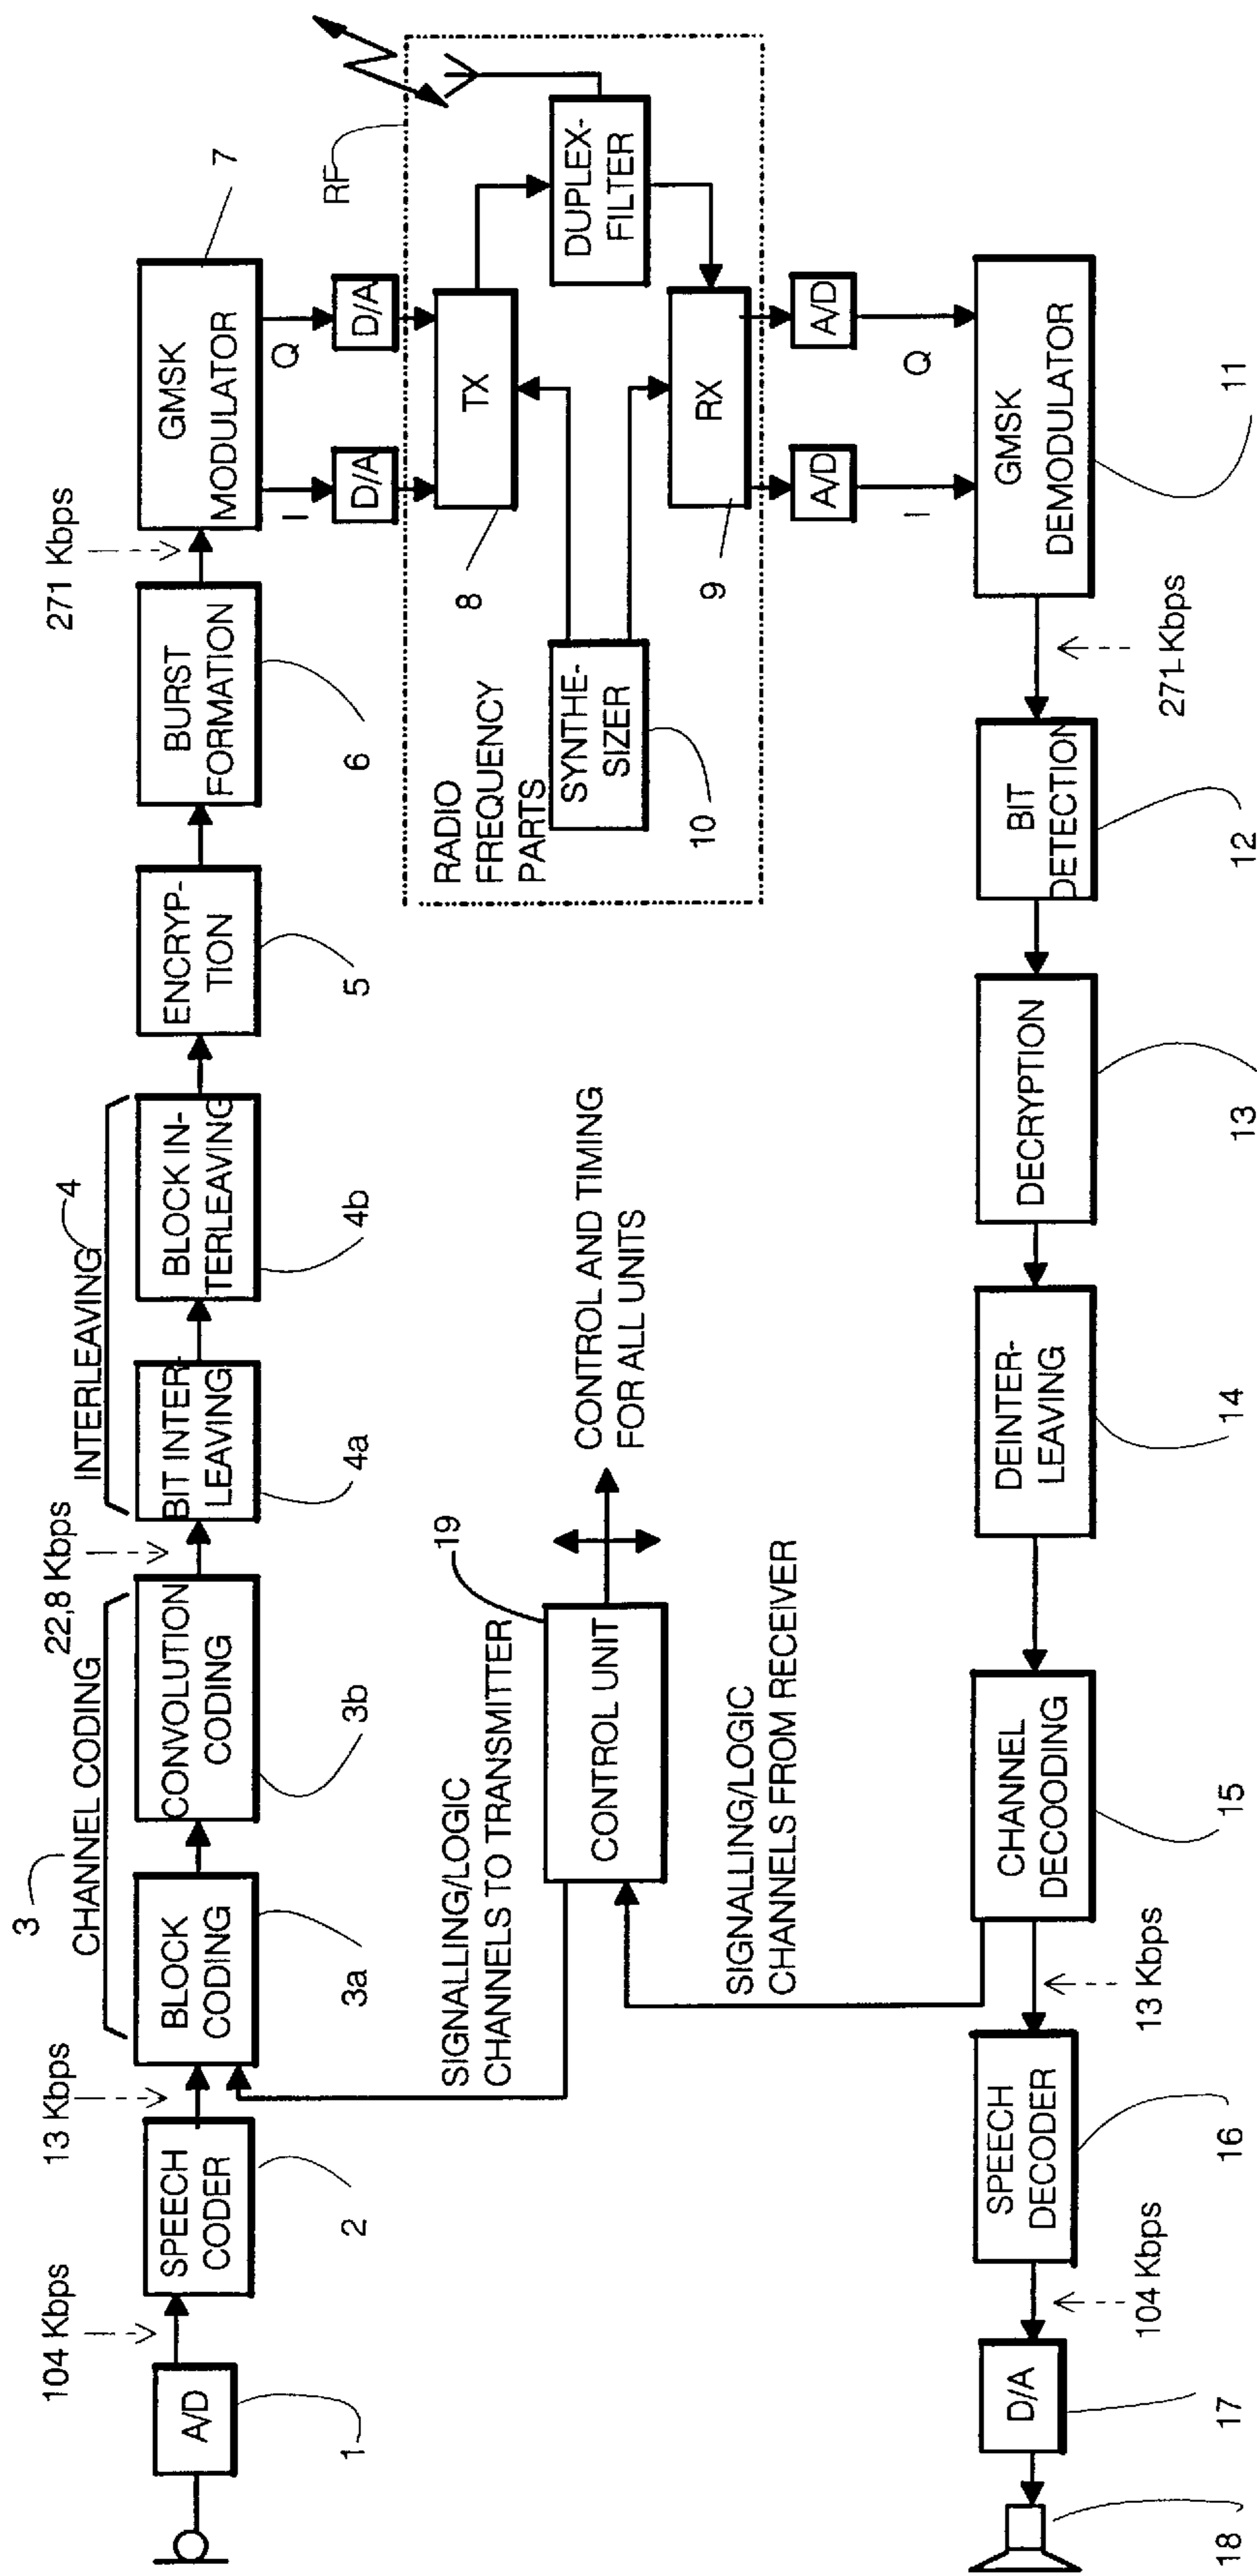 104 Kbps
13 Kbps
3
CHANNEL CODING
22,8 Kbps
INTERLEAVING
4
271 Kbps
A/D
SPEECH
CODER
BLOCK
CODING
CONVOLUTION
CODING
BIT INTER-
LEAVING
BLOCK IN-
TERLEAVING
ENCRYP-
TION
BURST
FORMATION
GMSK
MODULATOR
7
1
2
3a
3b
4a
4b
5
6
I
Q
D/A
D/A
RF
RADIO
FREQUENCY
PARTS
8
TX
SYNTHE-
SIZER
DUPLEX-
FILTER
10
9
RX
SIGNALLING/LOGIC
CHANNELS TO TRANSMITTER
19
CONTROL UNIT
CONTROL AND TIMING
FOR ALL UNITS
SIGNALLING/LOGIC
CHANNELS FROM RECEIVER
A/D
A/D
I
Q
D/A
SPEECH
DECODER
CHANNEL
DECODING
DEINTER-
LEAVING
DECRYPTION
BIT
DETECTION
GMSK
DEMODULATOR
104 Kbps
13 Kbps
271 Kbps
18
17
16
15
14
13
12
11